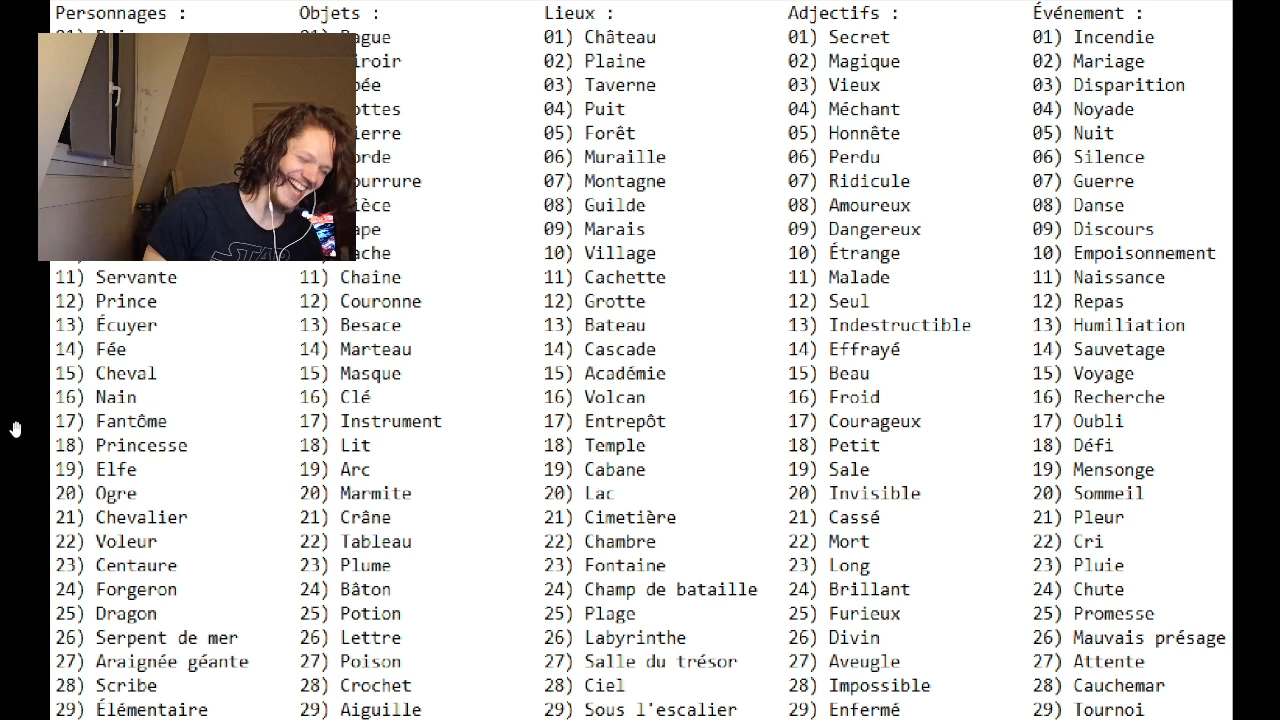 Personnages : Objets : Lieux : Adjectifs : Événement :
01) Château 01) Secret 01) Incendie
02) Plaine 02) Magique 02) Mariage
03) Taverne 03) Vieux 03) Disparition
04) Puit 04) Méchant 04) Noyade
05) Forêt 05) Honnête 05) Nuit
06) Muraille 06) Perdu 06) Silence
07) Montagne 07) Ridicule 07) Guerre
08) Guilde 08) Amoureux 08) Danse
09) Marais 09) Dangereux 09) Discours
10) Village 10) Étrange 10) Empoisonnement
11) Servante 11) Chaine 11) Cachette 11) Malade 11) Naissance
12) Prince 12) Couronne 12) Grotte 12) Seul 12) Repas
13) Écuyer 13) Besace 13) Bateau 13) Indestructible 13) Humiliation
14) Fée 14) Marteau 14) Cascade 14) Effrayé 14) Sauvetage
15) Cheval 15) Masque 15) Académie 15) Beau 15) Voyage
16) Nain 16) Clé 16) Volcan 16) Froid 16) Recherche
17) Fantôme 17) Instrument 17) Entrepôt 17) Courageux 17) Oubli
18) Princesse 18) Lit 18) Temple 18) Petit 18) Défi
19) Elfe 19) Arc 19) Cabane 19) Sale 19) Mensonge
20) Ogre 20) Marmite 20) Lac 20) Invisible 20) Sommeil
21) Chevalier 21) Crâne 21) Cimetière 21) Cassé 21) Pleur
22) Voleur 22) Tableau 22) Chambre 22) Mort 22) Cri
23) Centaure 23) Plume 23) Fontaine 23) Long 23) Pluie
24) Forgeron 24) Bâton 24) Champ de bataille 24) Brillant 24) Chute
25) Dragon 25) Potion 25) Plage 25) Furieux 25) Promesse
26) Serpent de mer 26) Lettre 26) Labyrinthe 26) Divin 26) Mauvais présage
27) Araignée géante 27) Poison 27) Salle du trésor 27) Aveugle 27) Attente
28) Scribe 28) Crochet 28) Ciel 28) Impossible 28) Cauchemar
29) Élémentaire 29) Aiguille 29) Sous l'escalier 29) Enfermé 29) Tournoi